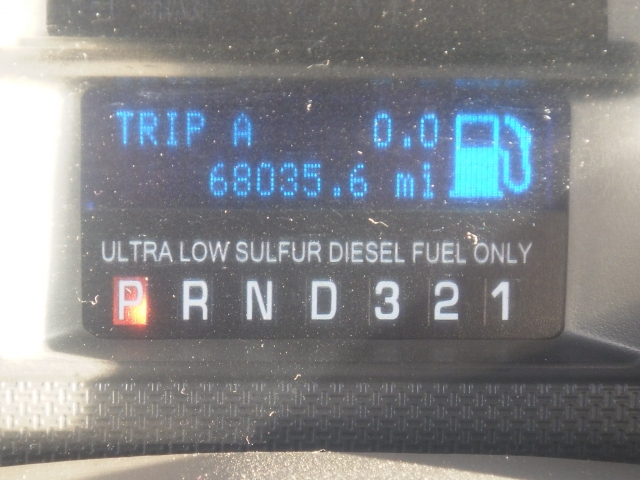 TRIP A 0.0
68035.6 mi
ULTRA LOW SULFUR DIESEL FUEL ONLY
P R N D 3 2 1